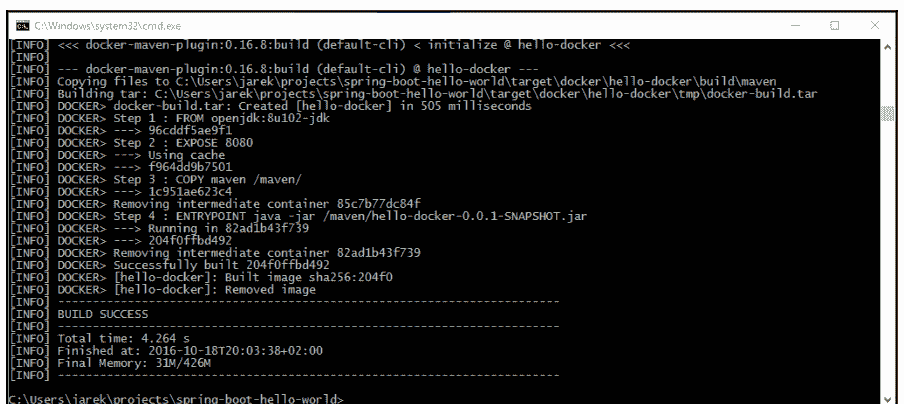 C:\Windows\system32\cmd.exe
[INFO] <<< docker-maven-plugin:0.16.8:build (default-cli) < initialize @ hello-docker <<<
[INFO]
[INFO] --- docker-maven-plugin:0.16.8:build (default-cli) @ hello-docker ---
[INFO] Copying files to C:\Users\jarek\projects\spring-boot-hello-world\target\docker\hello-docker\build\maven
[INFO] Building tar: C:\Users\jarek\projects\spring-boot-hello-world\target\docker\hello-docker\tmp\docker-build.tar
[INFO] DOCKER> docker-build.tar: Created [hello-docker] in 505 milliseconds
[INFO] DOCKER> Step 1 : FROM openjdk:8u102-jdk
[INFO] DOCKER> ---> 96cddf5ae9f1
[INFO] DOCKER> Step 2 : EXPOSE 8080
[INFO] DOCKER> ---> Using cache
[INFO] DOCKER> ---> f964dd9b7501
[INFO] DOCKER> Step 3 : COPY maven /maven/
[INFO] DOCKER> ---> 1c951ae623c4
[INFO] DOCKER> Removing intermediate container 85c7b77dc84f
[INFO] DOCKER> Step 4 : ENTRYPOINT java -jar /maven/hello-docker-0.0.1-SNAPSHOT.jar
[INFO] DOCKER> ---> Running in 82ad1b43f739
[INFO] DOCKER> ---> 204f0ffbd492
[INFO] DOCKER> Removing intermediate container 82ad1b43f739
[INFO] DOCKER> Successfully built 204f0ffbd492
[INFO] DOCKER> [hello-docker]: Built image sha256:204f0
[INFO] DOCKER> [hello-docker]: Removed image
[INFO] ------------------------------------------------------------------------
[INFO] BUILD SUCCESS
[INFO] ------------------------------------------------------------------------
[INFO] Total time: 4.264 s
[INFO] Finished at: 2016-10-18T20:03:38+02:00
[INFO] Final Memory: 31M/426M
[INFO] ------------------------------------------------------------------------
C:\Users\jarek\projects\spring-boot-hello-world>